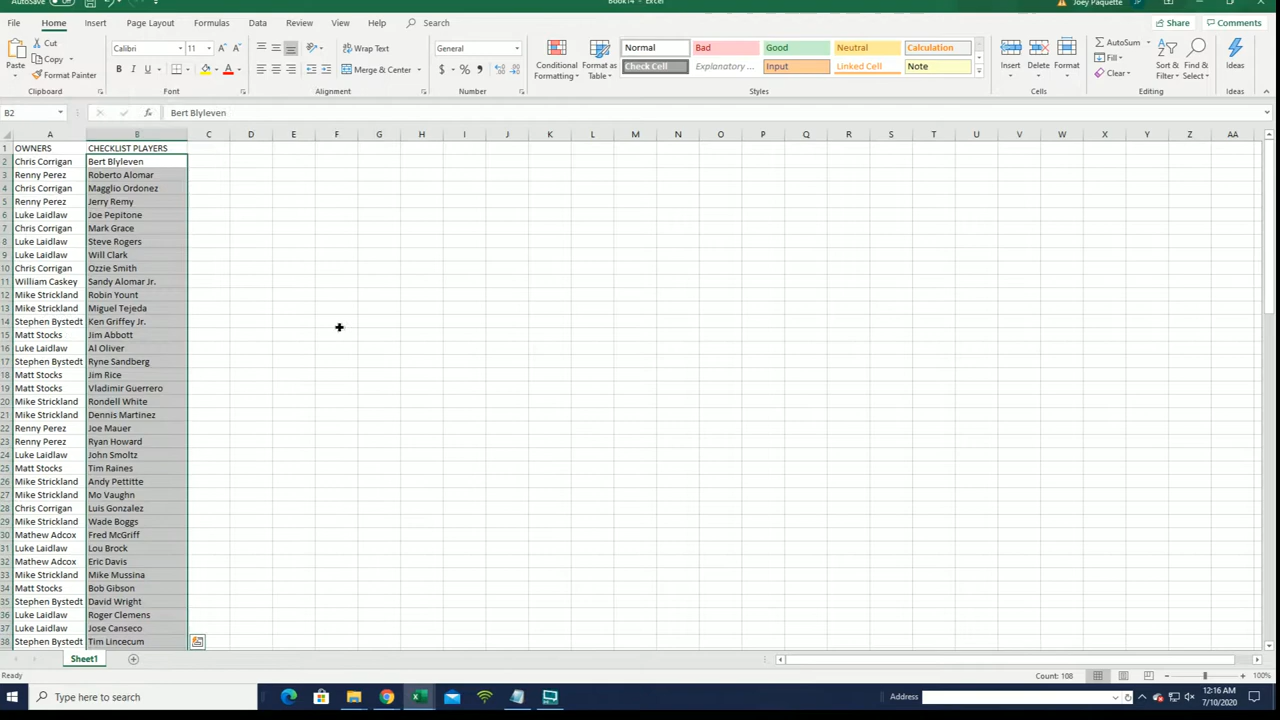 AutoSave Off Book14 - Excel Joey Paquette JP
File Home Insert Page Layout Formulas Data Review View Help Search Share Comments
Paste Cut Copy Format Painter Clipboard
Calibri 11 B I U A Font
Wrap Text Merge & Center Alignment
General $ % Number
Conditional Formatting Format as Table
Normal Bad Good Neutral Calculation
Check Cell Explanatory ... Input Linked Cell Note
Styles
Insert Delete Format Cells
AutoSum Fill Clear Sort & Filter Find & Select Editing
Ideas Ideas
B2 fx Bert Blyleven
A B C D E F G H I J K L M N O P Q R S T U V W X Y Z AA
1 OWNERS CHECKLIST PLAYERS
2 Chris Corrigan Bert Blyleven
3 Renny Perez Roberto Alomar
4 Chris Corrigan Magglio Ordonez
5 Renny Perez Jerry Remy
6 Luke Laidlaw Joe Pepitone
7 Chris Corrigan Mark Grace
8 Luke Laidlaw Steve Rogers
9 Luke Laidlaw Will Clark
10 Chris Corrigan Ozzie Smith
11 William Caskey Sandy Alomar Jr.
12 Mike Strickland Robin Yount
13 Mike Strickland Miguel Tejeda
14 Stephen Bystedt Ken Griffey Jr.
15 Matt Stocks Jim Abbott
16 Luke Laidlaw Al Oliver
17 Stephen Bystedt Ryne Sandberg
18 Matt Stocks Jim Rice
19 Matt Stocks Vladimir Guerrero
20 Mike Strickland Rondell White
21 Mike Strickland Dennis Martinez
22 Renny Perez Joe Mauer
23 Renny Perez Ryan Howard
24 Luke Laidlaw John Smoltz
25 Matt Stocks Tim Raines
26 Mike Strickland Andy Pettitte
27 Mike Strickland Mo Vaughn
28 Chris Corrigan Luis Gonzalez
29 Mike Strickland Wade Boggs
30 Mathew Adcox Fred McGriff
31 Luke Laidlaw Lou Brock
32 Mathew Adcox Eric Davis
33 Mike Strickland Mike Mussina
34 Matt Stocks Bob Gibson
35 Stephen Bystedt David Wright
36 Luke Laidlaw Roger Clemens
37 Luke Laidlaw Jose Canseco
38 Stephen Bystedt Tim Lincecum
Sheet1
Ready Count: 108 100%
Type here to search Address 12:16 AM
7/10/2020